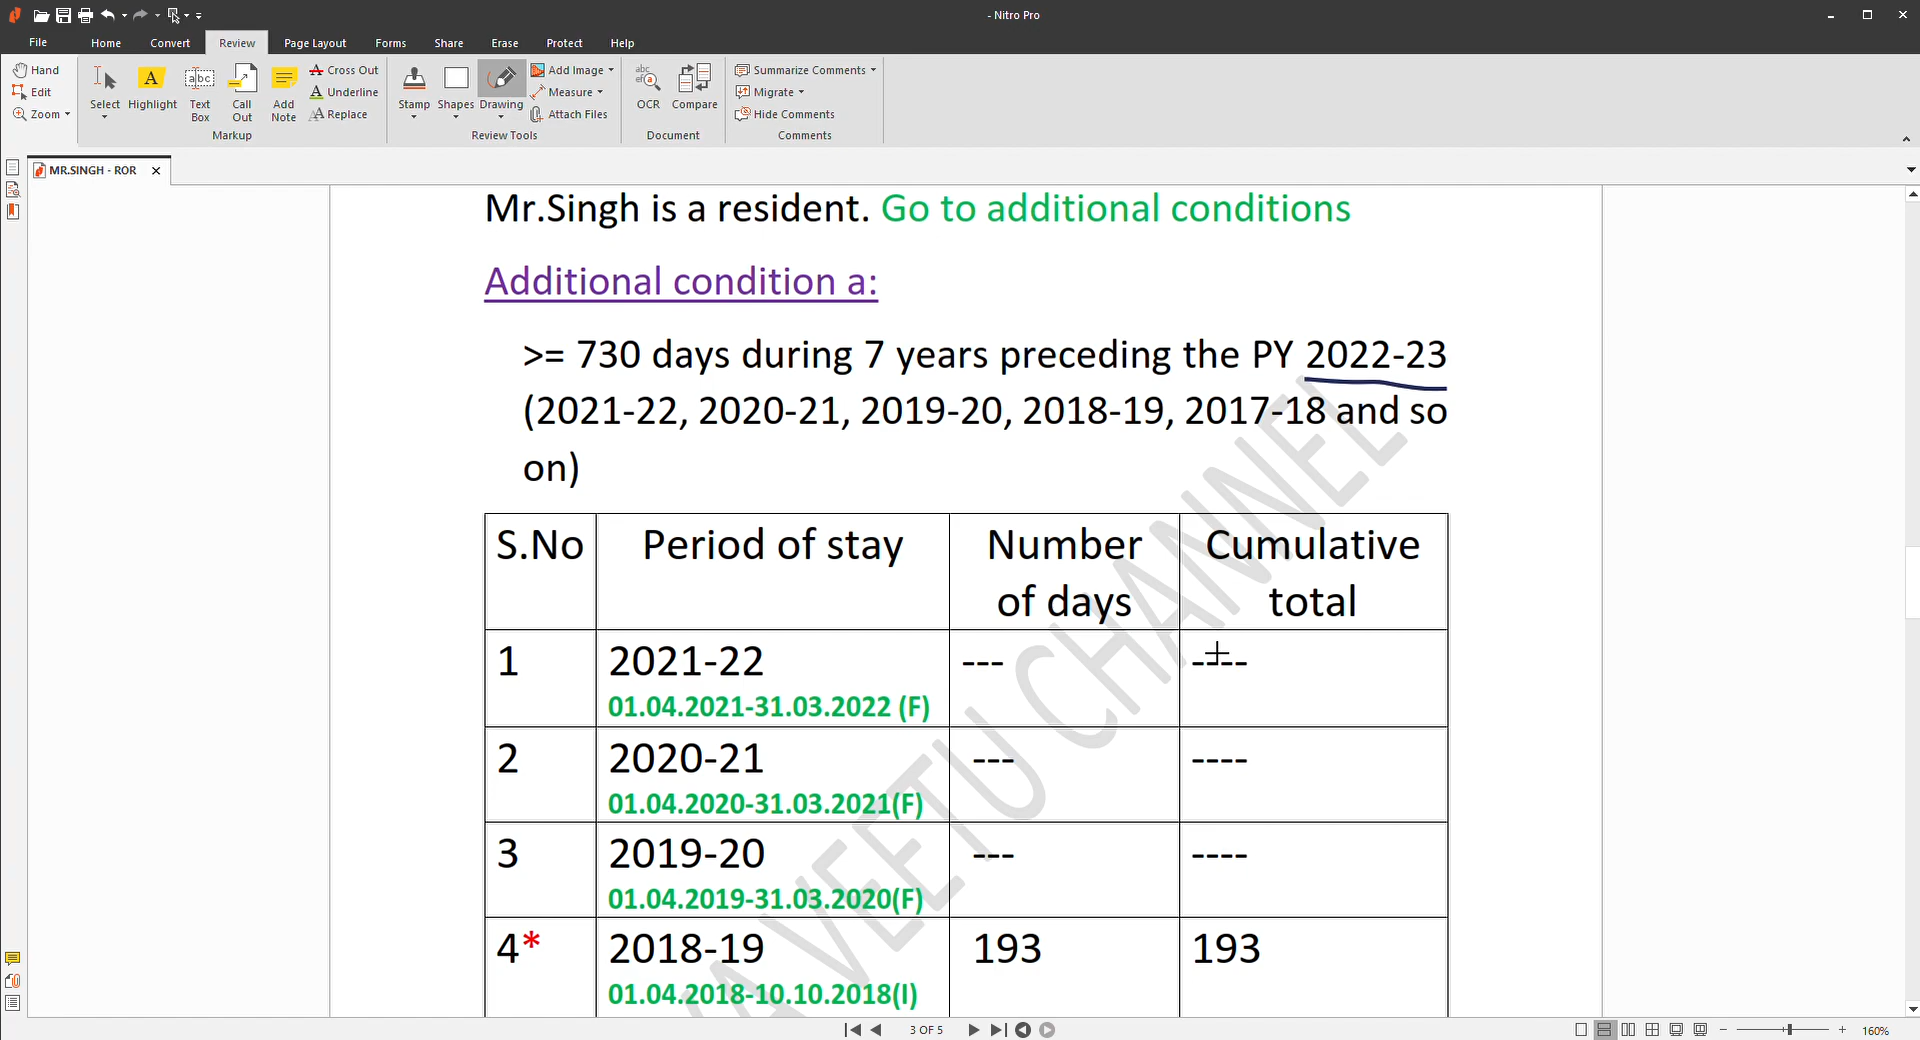 - Nitro Pro
File
Home
Convert
Review
Page Layout
Forms
Share
Erase
Protect
Help
Hand
Edit
Zoom
Select
Highlight
Text Box
Call Out
Add Note
Cross Out
Underline
Replace
Markup
Stamp
Shapes
Drawing
Add Image
Measure
Attach Files
Review Tools
OCR
Compare
Document
Summarize Comments
Migrate
Hide Comments
Comments
MR.SINGH - ROR
Mr.Singh is a resident. Go to additional conditions
Additional condition a:
>= 730 days during 7 years preceding the PY 2022-23
(2021-22, 2020-21, 2019-20, 2018-19, 2017-18 and so
on)
S.No Period of stay Number of days Cumulative total
1 2021-22 --- ----
01.04.2021-31.03.2022 (F)
2 2020-21 --- ----
01.04.2020-31.03.2021(F)
3 2019-20 --- ----
01.04.2019-31.03.2020(F)
4* 2018-19 193 193
01.04.2018-10.10.2018(I)
VEETU CHANNEL
3 OF 5
160%